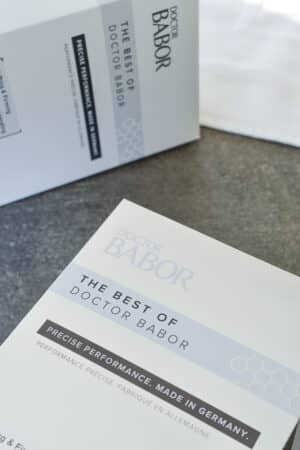 DOCTOR
BABOR
THE BEST OF
DOCTOR BABOR
PRECISE PERFORMANCE. MADE IN GERMANY.
& Firming
DOCTOR
BABOR
THE BEST OF
DOCTOR BABOR
PRECISE PERFORMANCE. MADE IN GERMANY.
PERFORMANCE PRÉCISE. FABRIQUÉ EN ALLEMAGNE.